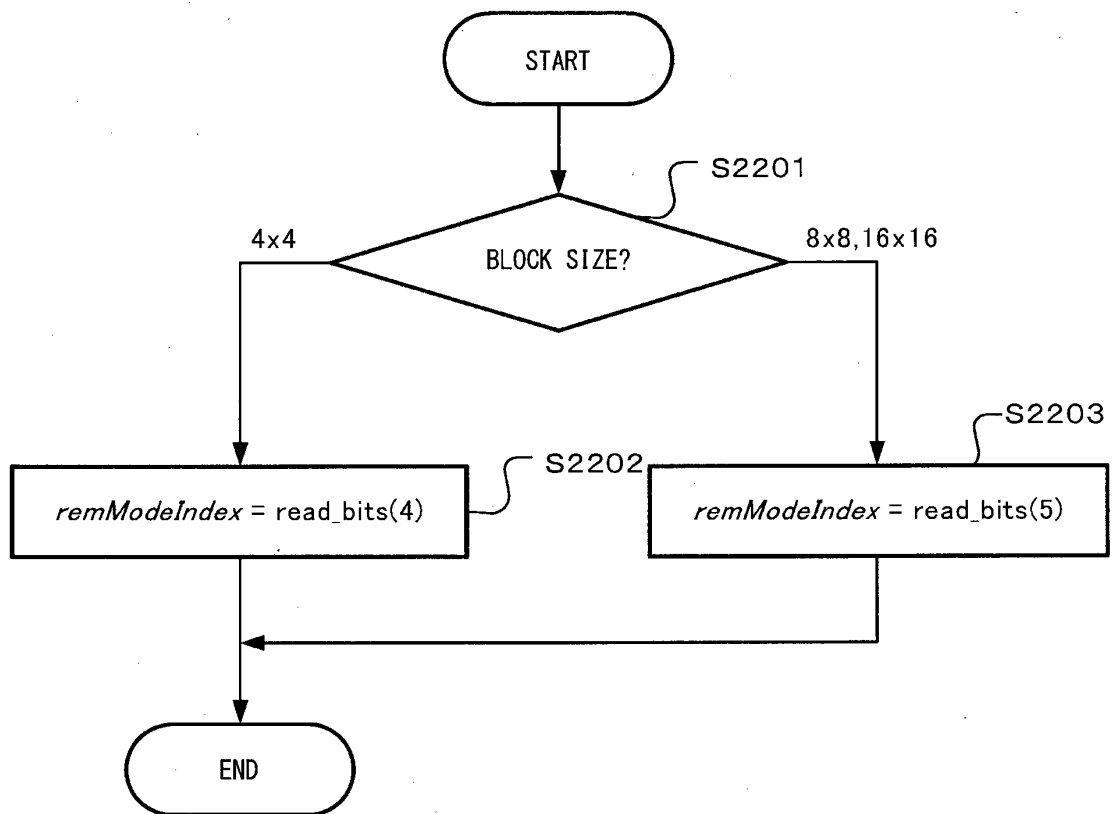 START
S2201
4x4
BLOCK SIZE?
8x8,16x16
S2203
S2202
remModeIndex = read_bits(4)
remModeIndex = read_bits(5)
END